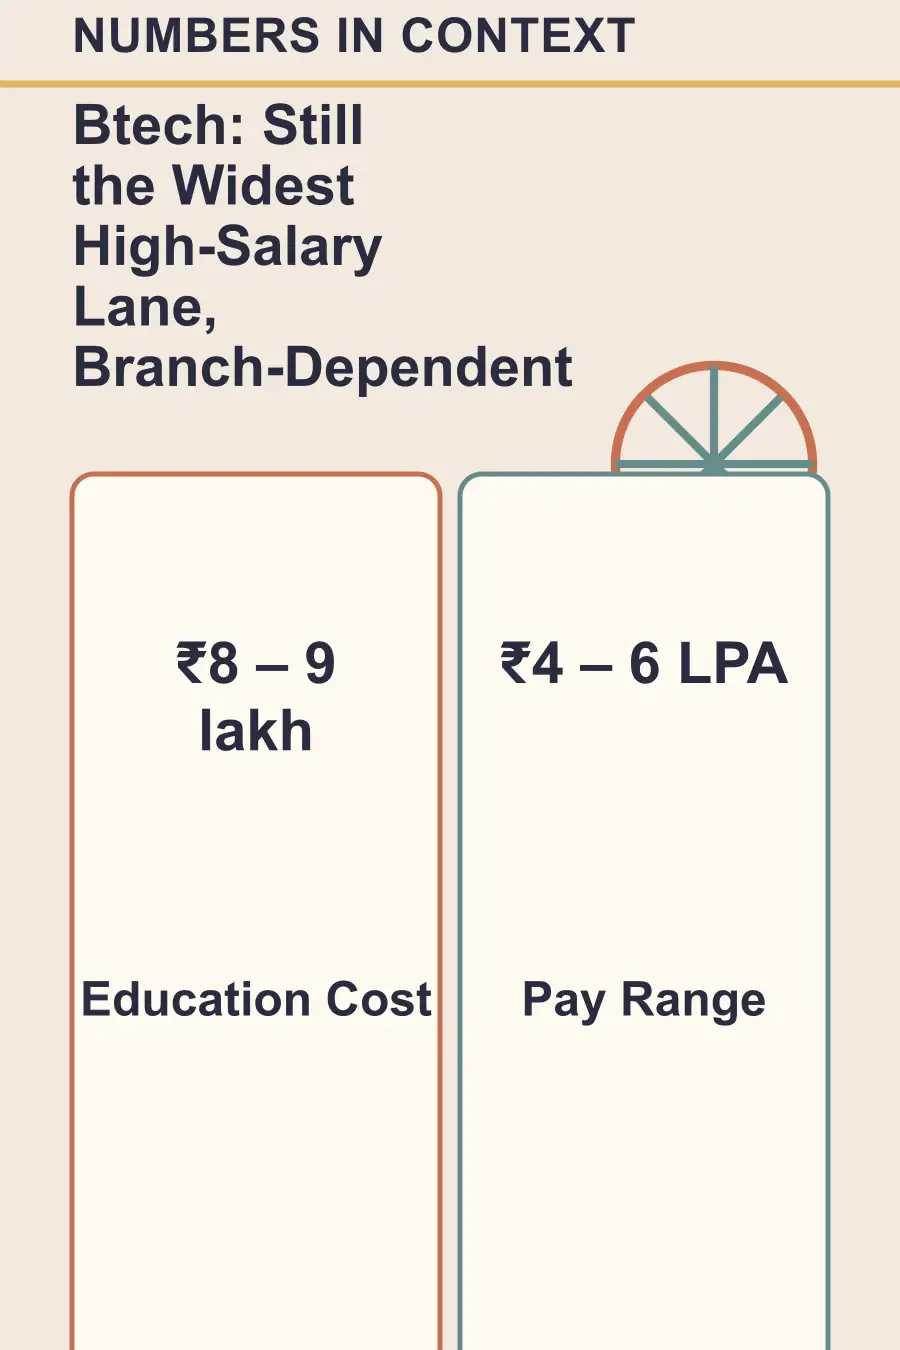 NUMBERS IN CONTEXT
Btech: Still
the Widest
High-Salary
Lane,
Branch-Dependent
₹8 – 9
lakh
Education Cost
₹4 – 6 LPA
Pay Range